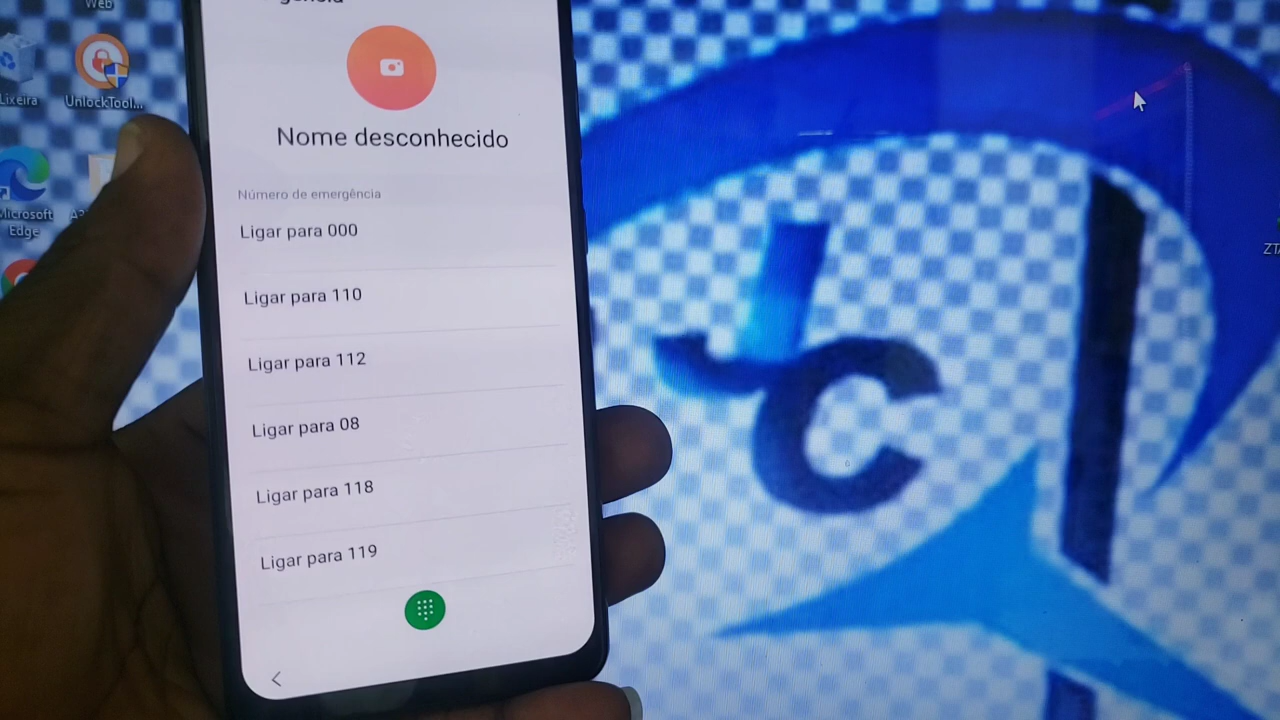 Web
Lixeira
UnlockTool...
Microsoft
Edge
Nome desconhecido
Número de emergência
Ligar para 000
Ligar para 110
Ligar para 112
Ligar para 08
Ligar para 118
Ligar para 119